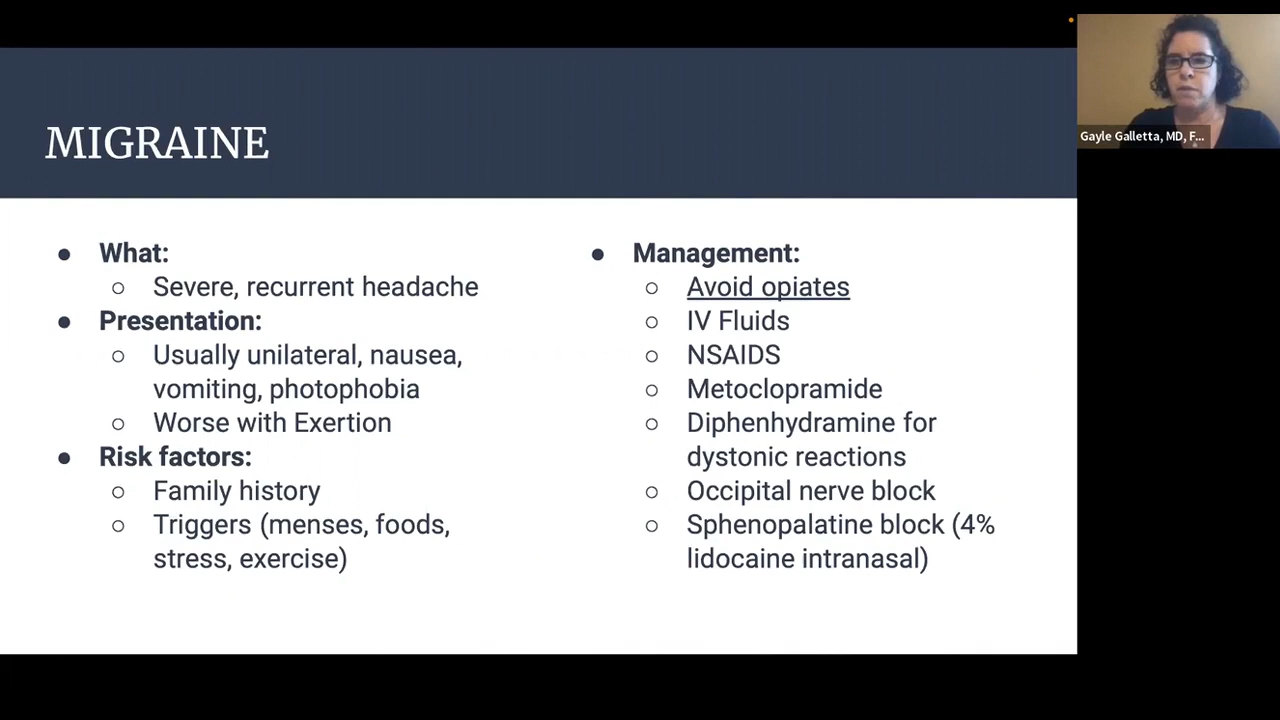 MIGRAINE
● What:
○ Severe, recurrent headache
● Presentation:
○ Usually unilateral, nausea,
vomiting, photophobia
○ Worse with Exertion
● Risk factors:
○ Family history
○ Triggers (menses, foods,
stress, exercise)
● Management:
○ Avoid opiates
○ IV Fluids
○ NSAIDS
○ Metoclopramide
○ Diphenhydramine for
dystonic reactions
○ Occipital nerve block
○ Sphenopalatine block (4%
lidocaine intranasal)
Gayle Galletta, MD, F...